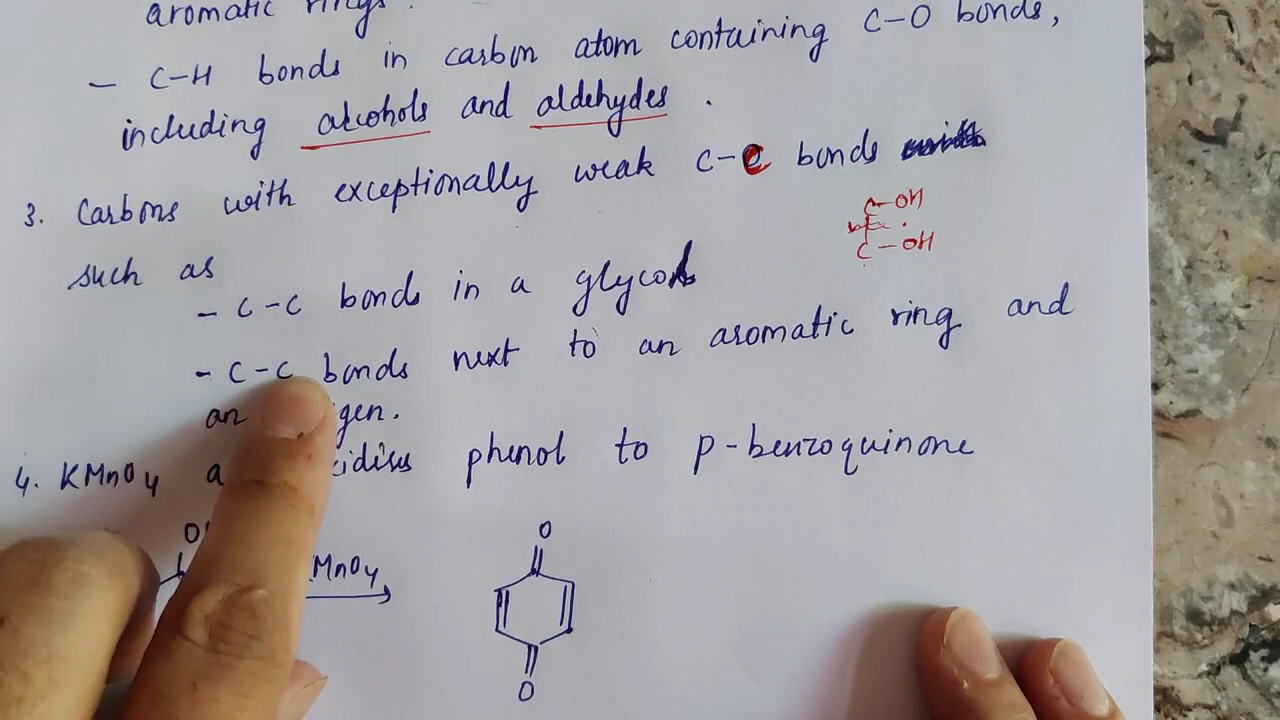 aromatic rings.
- C-H bonds in carbon atom containing C-O bonds,
including alcohols and aldehydes.
3. Carbons with exceptionally weak C-C bonds
C-OH
C-OH
such as
- C-C bonds in a glycol
- C-C bonds next to an aromatic ring and
an gen.
4. KMnO4 phenol to p-benzoquinone
O
MnO4
O